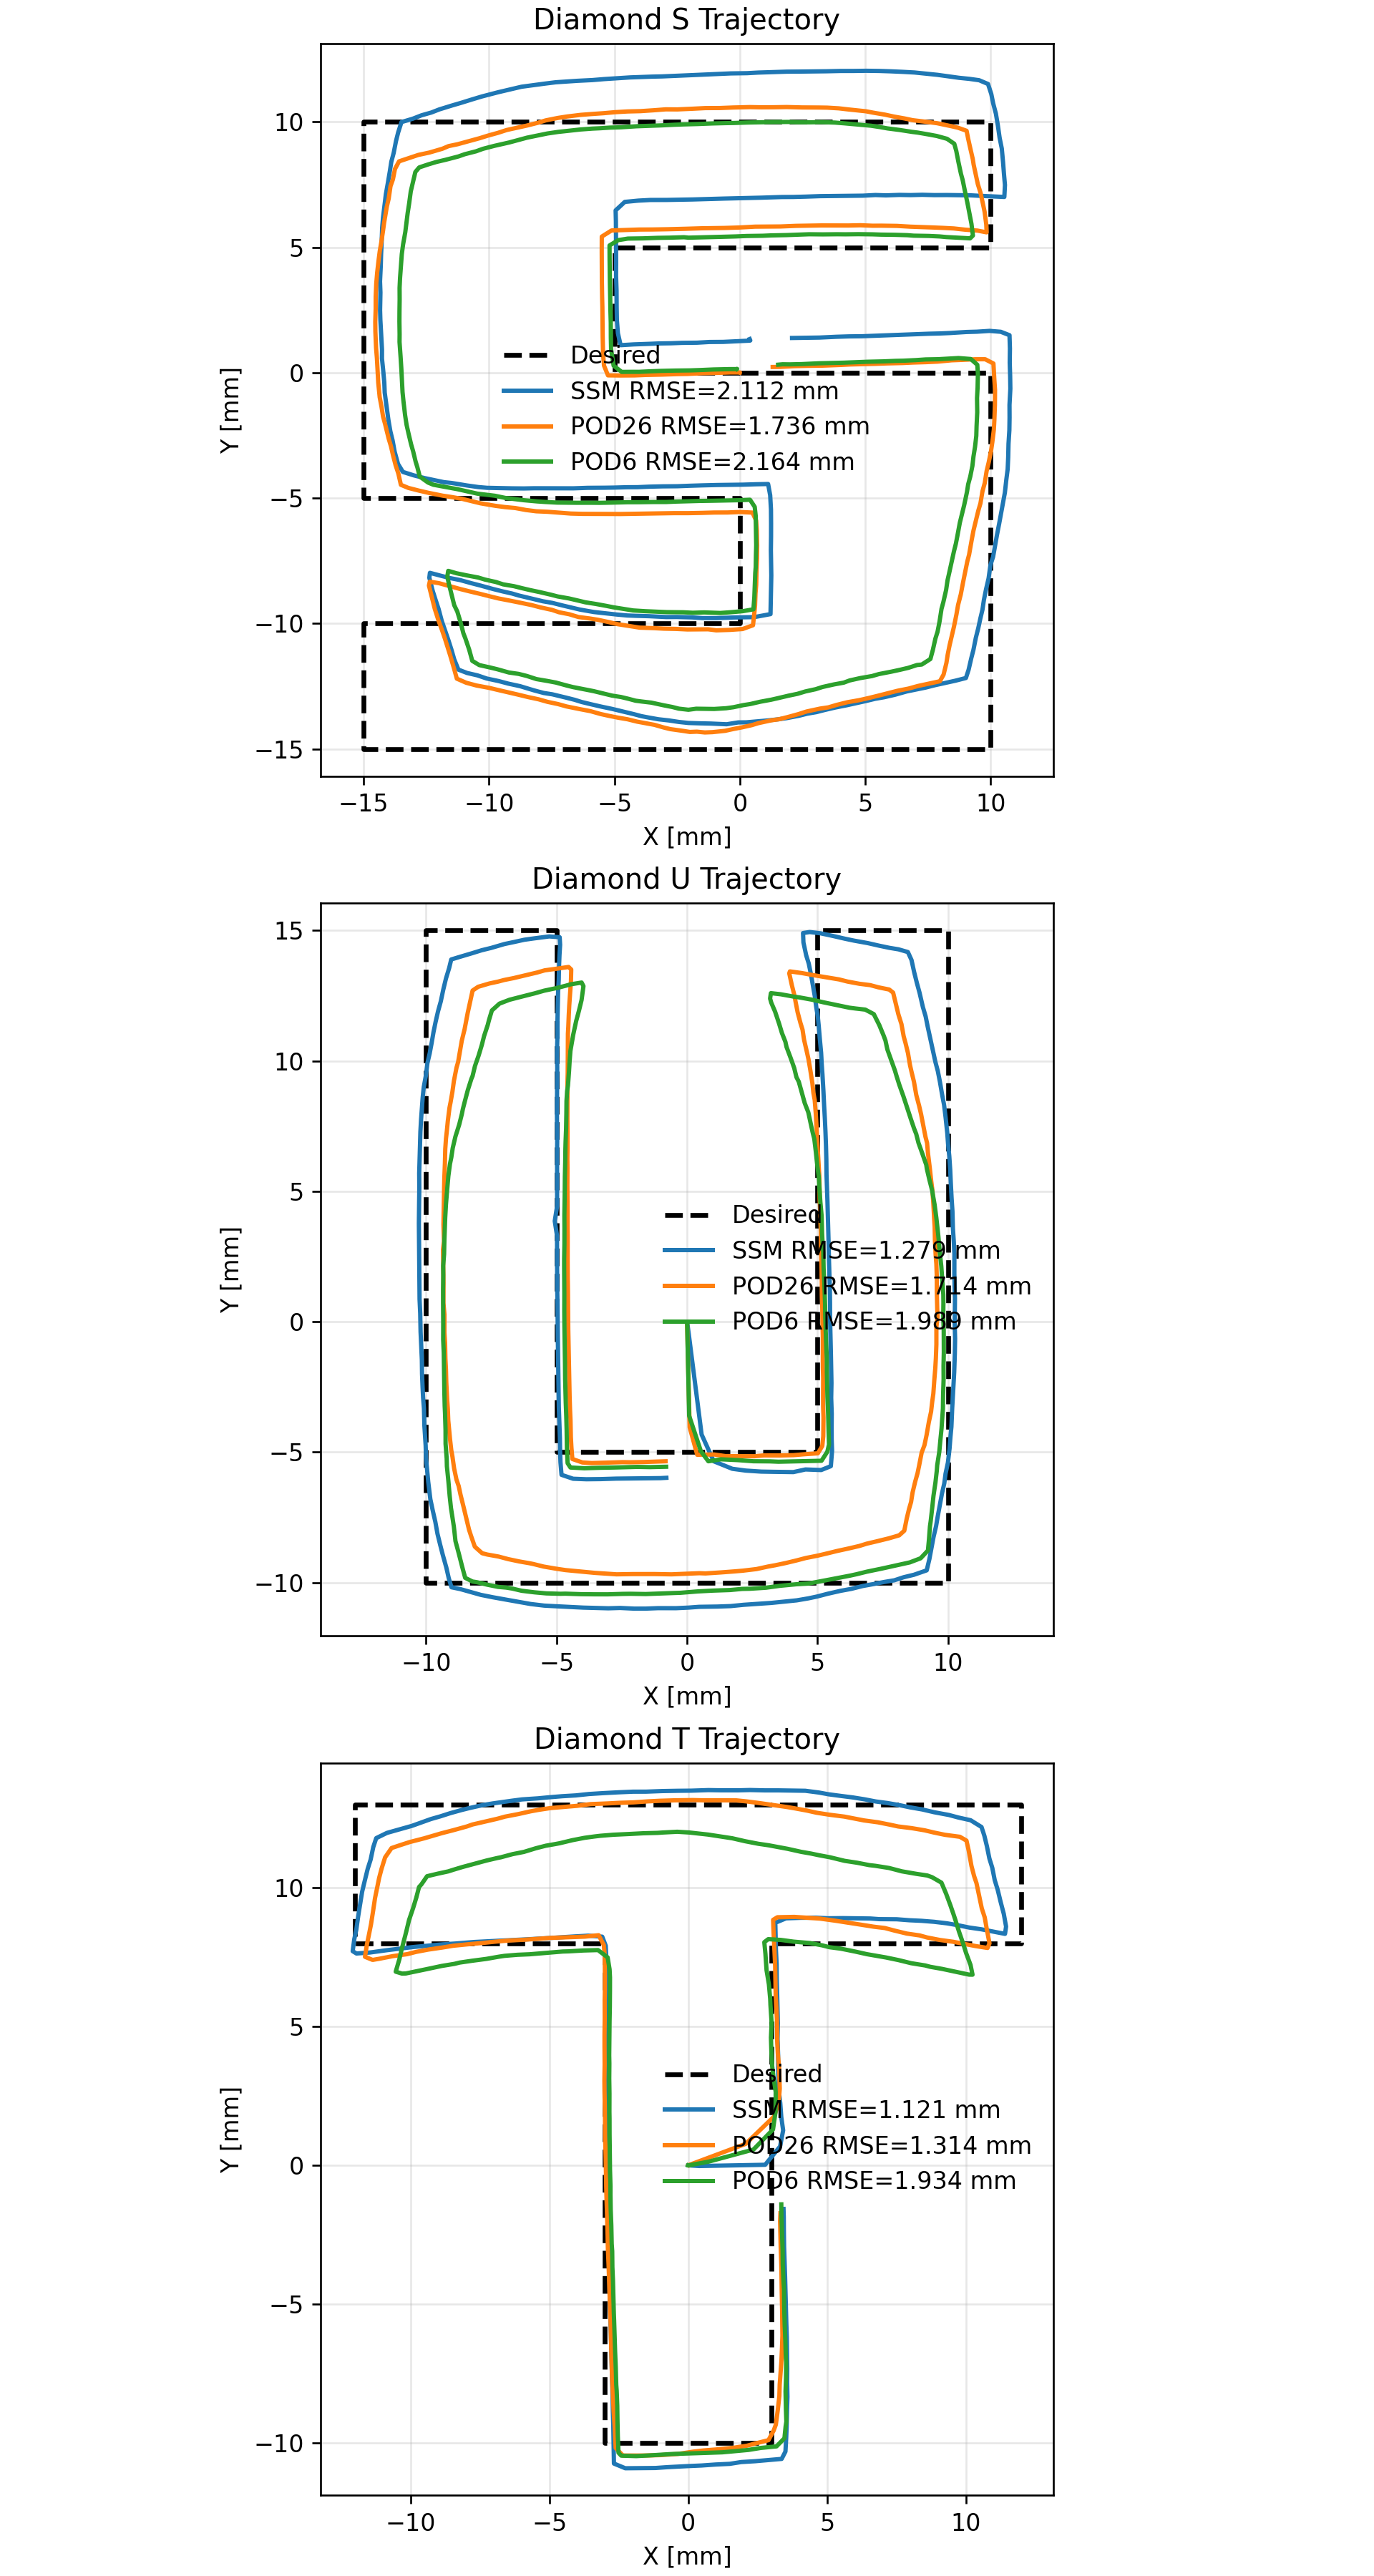 Diamond S Trajectory
10
5
0
−5
−10
−15
Y [mm]
Desired
SSM RMSE=2.112 mm
POD26 RMSE=1.736 mm
POD6 RMSE=2.164 mm
−15 −10 −5 0 5 10
X [mm]
Diamond U Trajectory
15
10
5
0
−5
−10
Y [mm]
Desired
SSM RMSE=1.279 mm
POD26 RMSE=1.714 mm
POD6 RMSE=1.989 mm
−10 −5 0 5 10
X [mm]
Diamond T Trajectory
10
5
0
−5
−10
Y [mm]
Desired
SSM RMSE=1.121 mm
POD26 RMSE=1.314 mm
POD6 RMSE=1.934 mm
−10 −5 0 5 10
X [mm]